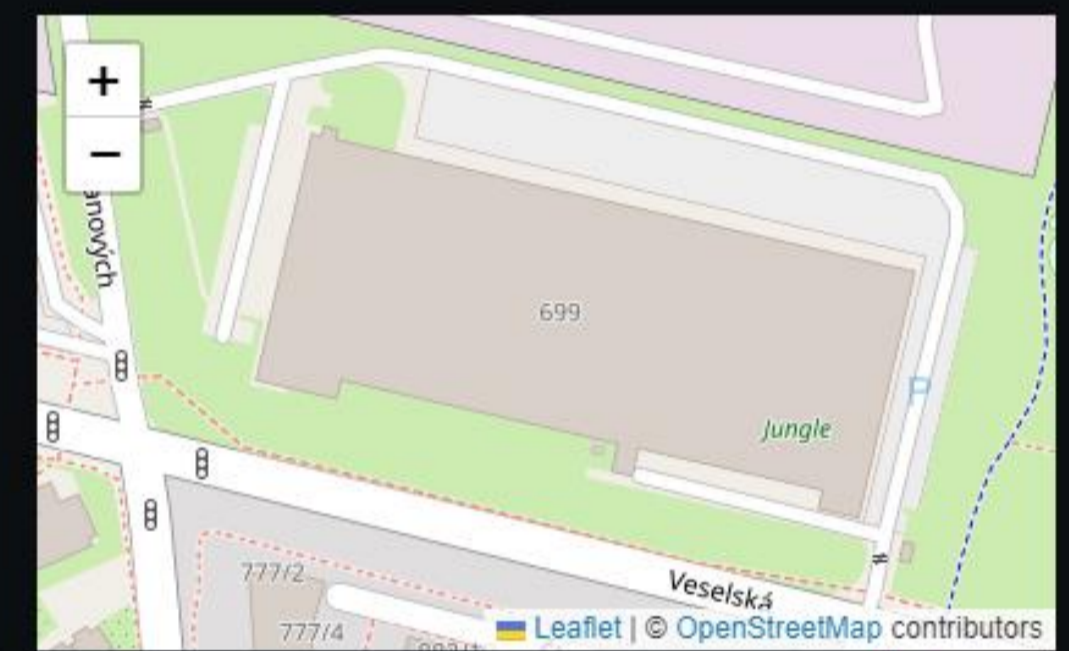 +
−
anových
699
P
Jungle
777/2
Veselská
777/4
Leaflet | © OpenStreetMap contributors